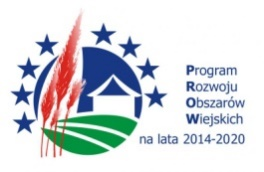 Program
Rozwoju
Obszarów
Wiejskich
na lata 2014-2020